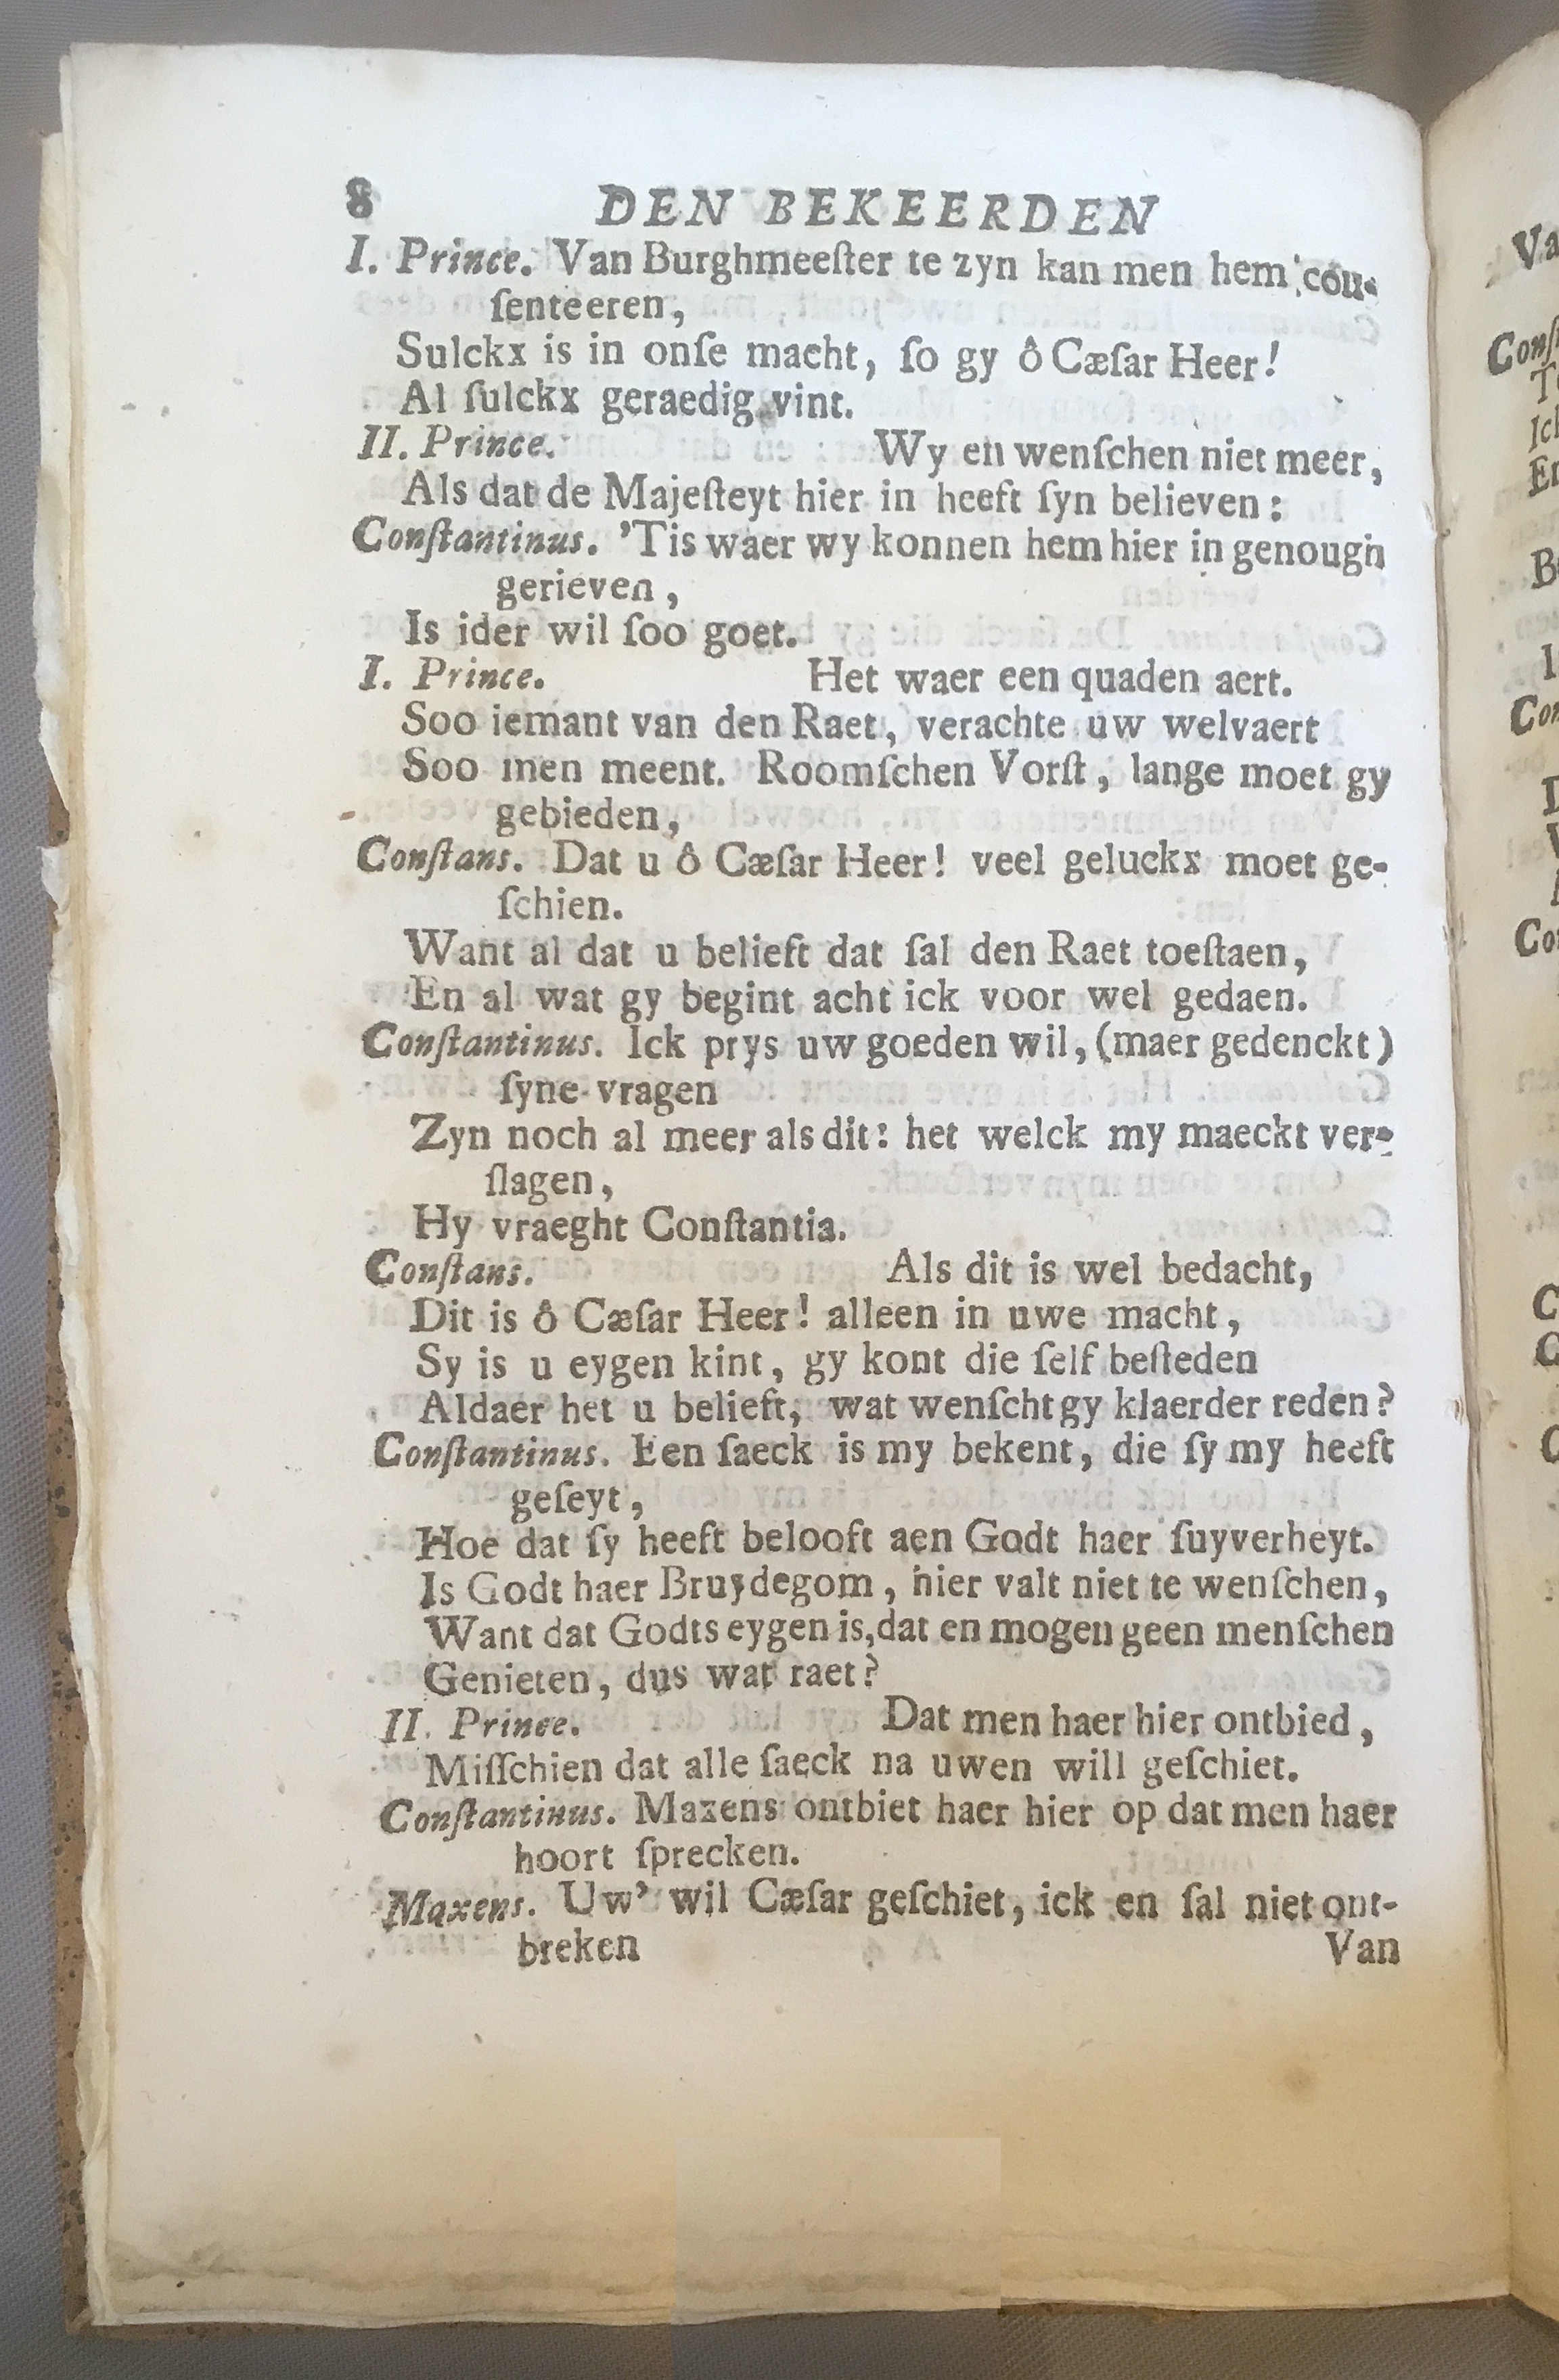 8 DEN BEKEERDEN
I. Prince. Van Burghmeeſter te zyn kan men hem cou-
ſenteeren,
Sulckx is in onſe macht, ſo gy ô Cæſar Heer!
Al ſulckx geraedig vint.
II. Prince. Wy en wenſchen niet meer,
Als dat de Majeſteyt hier in heeft ſyn believen:
Conſtantinus. 'Tis waer wy konnen hem hier in genough
gerieven,
Is ider wil ſoo goet.
I. Prince. Het waer een quaden aert.
Soo iemant van den Raet, verachte uw welvaert
Soo men meent. Roomſchen Vorſt, lange moet gy
gebieden,
Conſtans. Dat u ô Cæſar Heer! veel geluckx moet ge-
ſchien.
Want al dat u belieft dat ſal den Raet toeſtaen,
En al wat gy begint acht ick voor wel gedaen.
Conſtantinus. Ick prys uw goeden wil, (maer gedenckt)
ſyne vragen
Zyn noch al meer als dit: het welck my maeckt ver-
ſlagen,
Hy vraeght Conſtantia.
Conſtans. Als dit is wel bedacht,
Dit is ô Cæſar Heer! alleen in uwe macht,
Sy is u eygen kint, gy kont die ſelf beſteden
Aldaer het u belieft, wat wenſcht gy klaerder reden?
Conſtantinus. Een ſaeck is my bekent, die ſy my heeft
geſeyt,
Hoe dat ſy heeft belooft aen Godt haer ſuyverheyt.
Is Godt haer Bruydegom, hier valt niet te wenſchen,
Want dat Godts eygen is, dat en mogen geen menſchen
Genieten, dus wat raet?
II. Prince. Dat men haer hier ontbied,
Miſſchien dat alle ſaeck na uwen will geſchiet.
Conſtantinus. Maxens ontbiet haer hier op dat men haer
hoort ſprecken.
Maxens. Uw' wil Cæſar geſchiet, ick en ſal niet ont-
breken Van
Va
Conſ
Ic
En
B
I
Con
Co
C
C
C